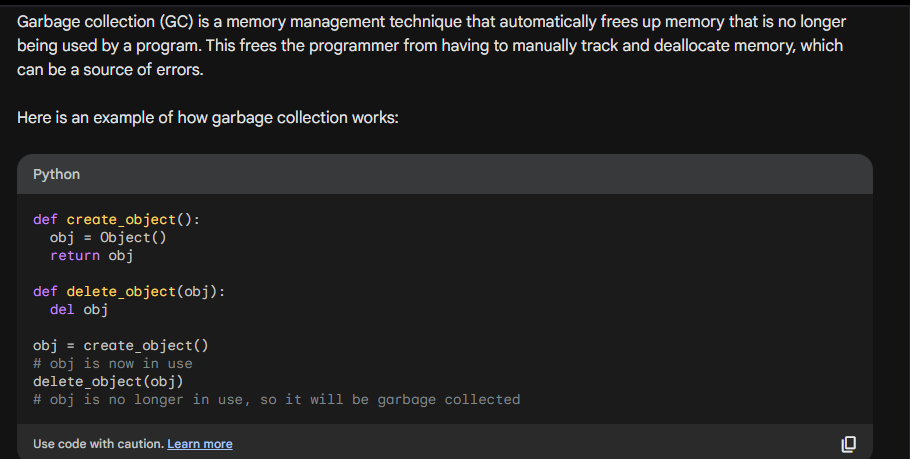 Garbage collection (GC) is a memory management technique that automatically frees up memory that is no longer
being used by a program. This frees the programmer from having to manually track and deallocate memory, which
can be a source of errors.
Here is an example of how garbage collection works:
Python
def create_object():
  obj = Object()
  return obj
def delete_object(obj):
  del obj
obj = create_object()
# obj is now in use
delete_object(obj)
# obj is no longer in use, so it will be garbage collected
Use code with caution. Learn more